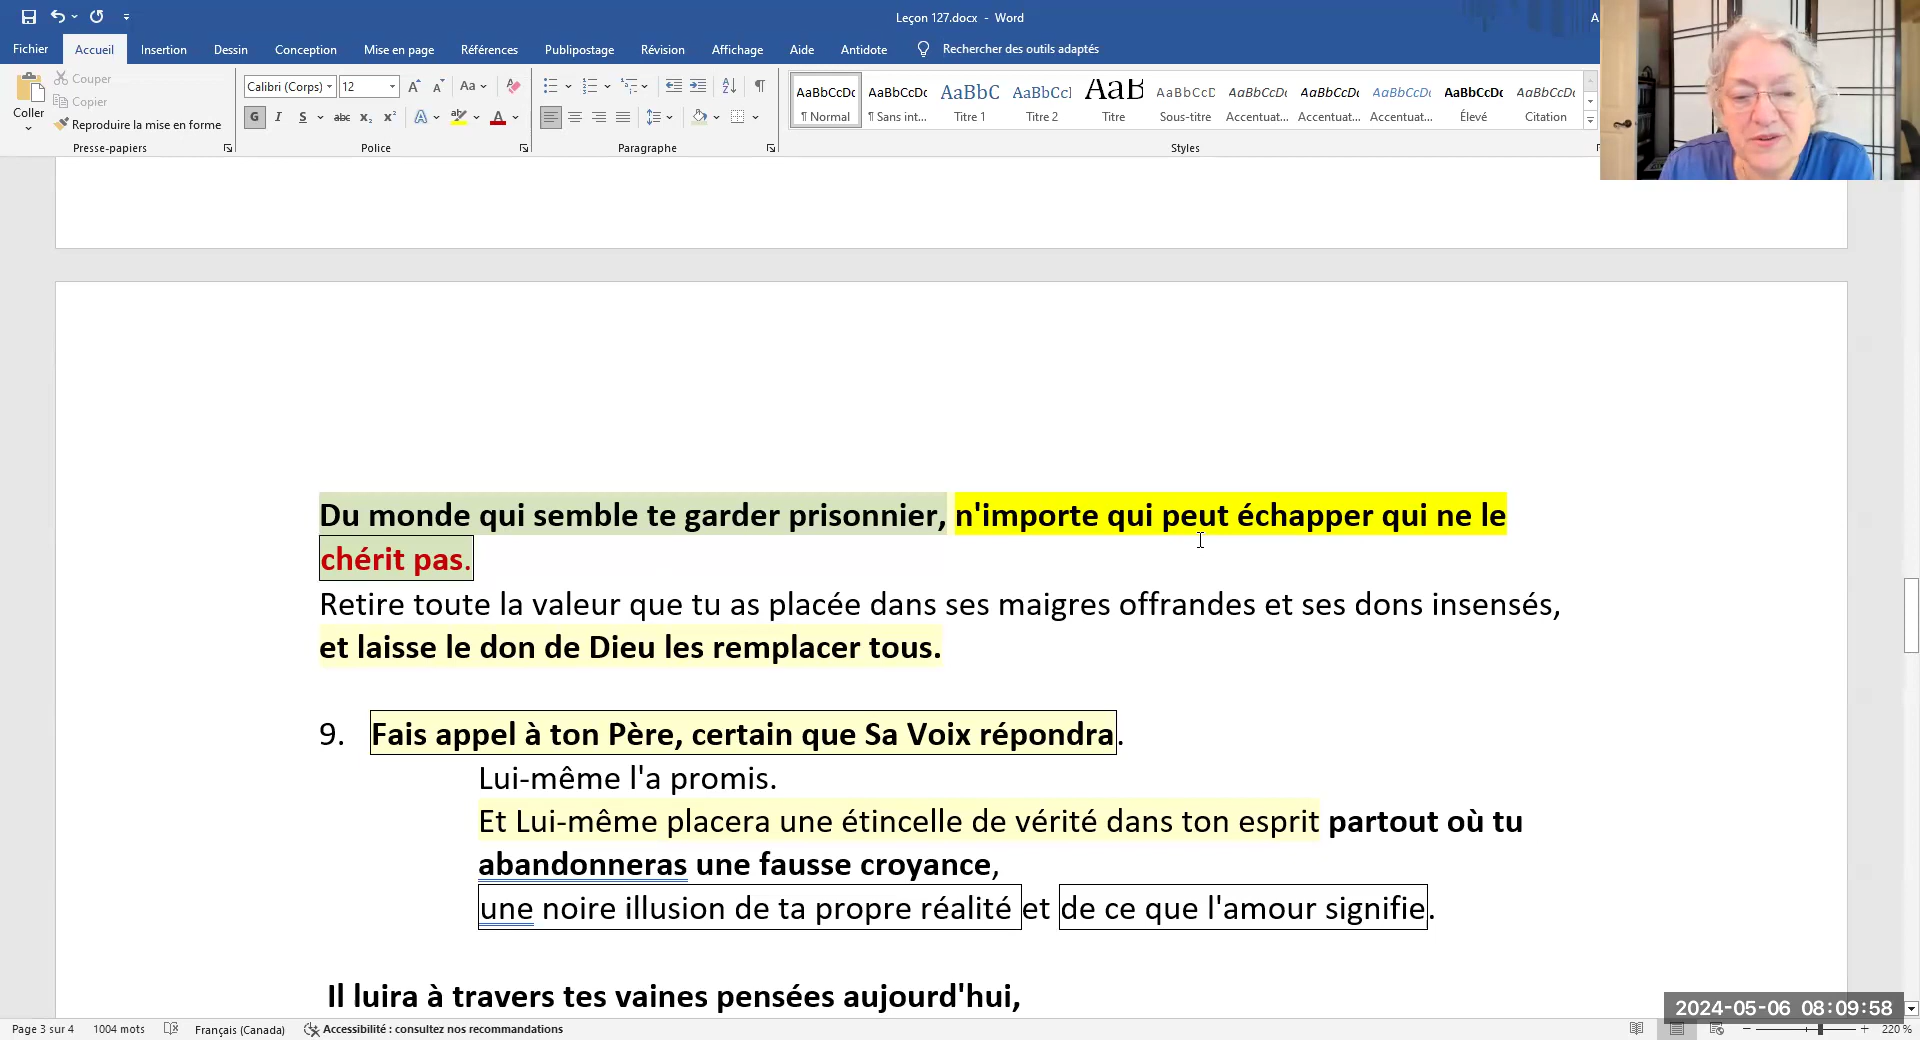 Leçon 127.docx - Word
A
Fichier Accueil Insertion Dessin Conception Mise en page Références Publipostage Révision Affichage Aide Antidote Rechercher des outils adaptés
Coller
Couper
Copier
Reproduire la mise en forme
Presse-papiers
Calibri (Corps) 12
G I S abc x₂ x² A A
Police
Paragraphe
AaBbCcDc AaBbCcDc AaBbC AaBbCcI AaB AaBbCcD AaBbCcDc AaBbCcDc AaBbCcDc AaBbCcDc AaBbCcDc
¶ Normal ¶ Sans int... Titre 1 Titre 2 Titre Sous-titre Accentuat... Accentuat... Accentuat... Élevé Citation
Styles
Du monde qui semble te garder prisonnier, n'importe qui peut échapper qui ne le
chérit pas.
Retire toute la valeur que tu as placée dans ses maigres offrandes et ses dons insensés,
et laisse le don de Dieu les remplacer tous.
9. Fais appel à ton Père, certain que Sa Voix répondra.
Lui-même l'a promis.
Et Lui-même placera une étincelle de vérité dans ton esprit partout où tu
abandonneras une fausse croyance,
une noire illusion de ta propre réalité et de ce que l'amour signifie.
Il luira à travers tes vaines pensées aujourd'hui,
2024-05-06 08:09:58
Page 3 sur 4 1004 mots Français (Canada) Accessibilité : consultez nos recommandations 220 %